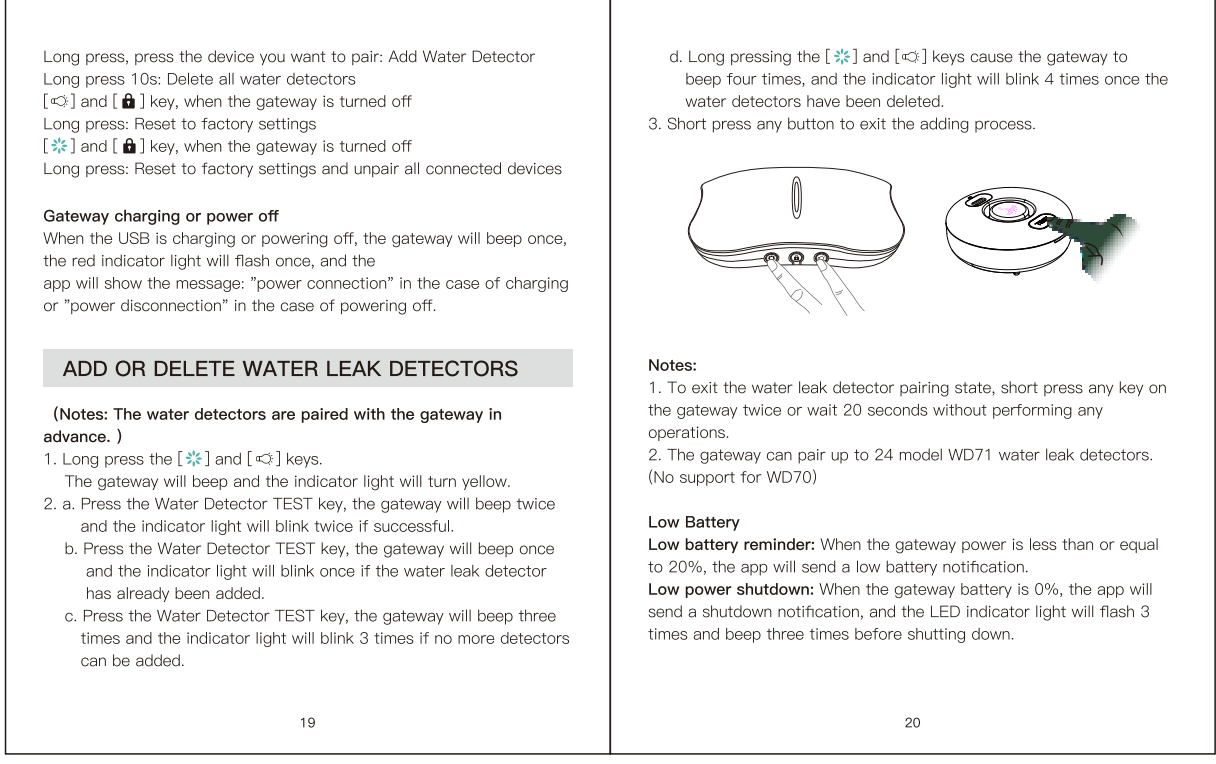 Long press, press the device you want to pair: Add Water Detector
Long press 10s: Delete all water detectors
[ ] and [ ] key, when the gateway is turned off
Long press: Reset to factory settings
[ ] and [ ] key, when the gateway is turned off
Long press: Reset to factory settings and unpair all connected devices
Gateway charging or power off
When the USB is charging or powering off, the gateway will beep once,
the red indicator light will flash once, and the
app will show the message: ”power connection” in the case of charging
or ”power disconnection” in the case of powering off.
ADD OR DELETE WATER LEAK DETECTORS
(Notes: The water detectors are paired with the gateway in
advance. )
1. Long press the [ ] and [ ] keys.
The gateway will beep and the indicator light will turn yellow.
2. a. Press the Water Detector TEST key, the gateway will beep twice
and the indicator light will blink twice if successful.
b. Press the Water Detector TEST key, the gateway will beep once
and the indicator light will blink once if the water leak detector
has already been added.
c. Press the Water Detector TEST key, the gateway will beep three
times and the indicator light will blink 3 times if no more detectors
can be added.
19
d. Long pressing the [ ] and [ ] keys cause the gateway to
beep four times, and the indicator light will blink 4 times once the
water detectors have been deleted.
3. Short press any button to exit the adding process.
Notes:
1. To exit the water leak detector pairing state, short press any key on
the gateway twice or wait 20 seconds without performing any
operations.
2. The gateway can pair up to 24 model WD71 water leak detectors.
(No support for WD70)
Low Battery
Low battery reminder: When the gateway power is less than or equal
to 20%, the app will send a low battery notification.
Low power shutdown: When the gateway battery is 0%, the app will
send a shutdown notification, and the LED indicator light will flash 3
times and beep three times before shutting down.
20